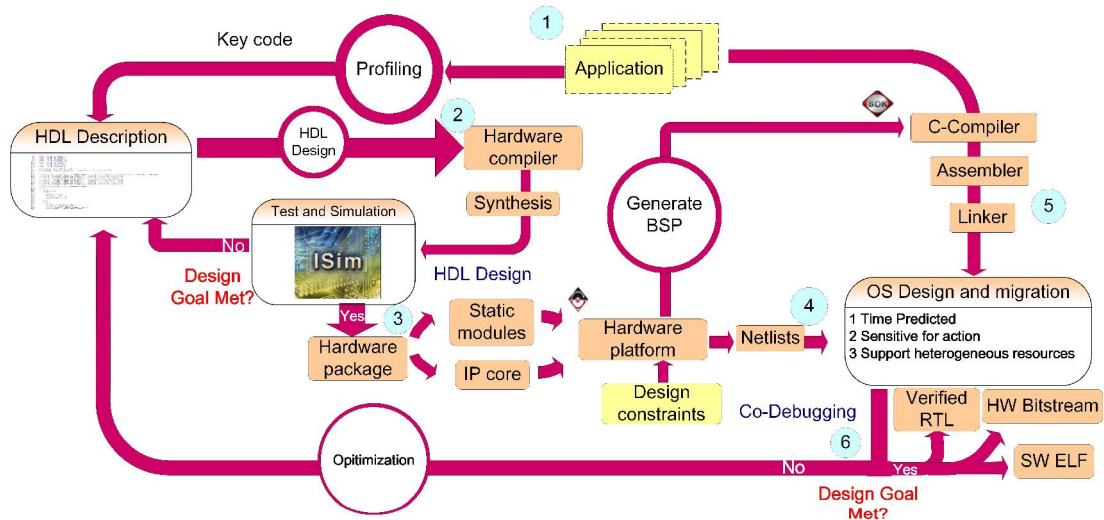 1
Key code
Profiling
Application
SDK
HDL Description
HDL
Design
2
Hardware
compiler
C-Compiler
Assembler
Synthesis
Linker
5
Generate
BSP
Test and Simulation
ISim
No
Design
Goal Met?
HDL Design
Yes
3
Hardware
package
Static
modules
IP core
Hardware
platform
Netlists
4
Design
constraints
OS Design and migration
1 Time Predicted
2 Sensitive for action
3 Support heterogeneous resources
Co-Debugging
Verified
RTL
HW Bitstream
6
Opitimization
No
Yes
SW ELF
Design Goal
Met?